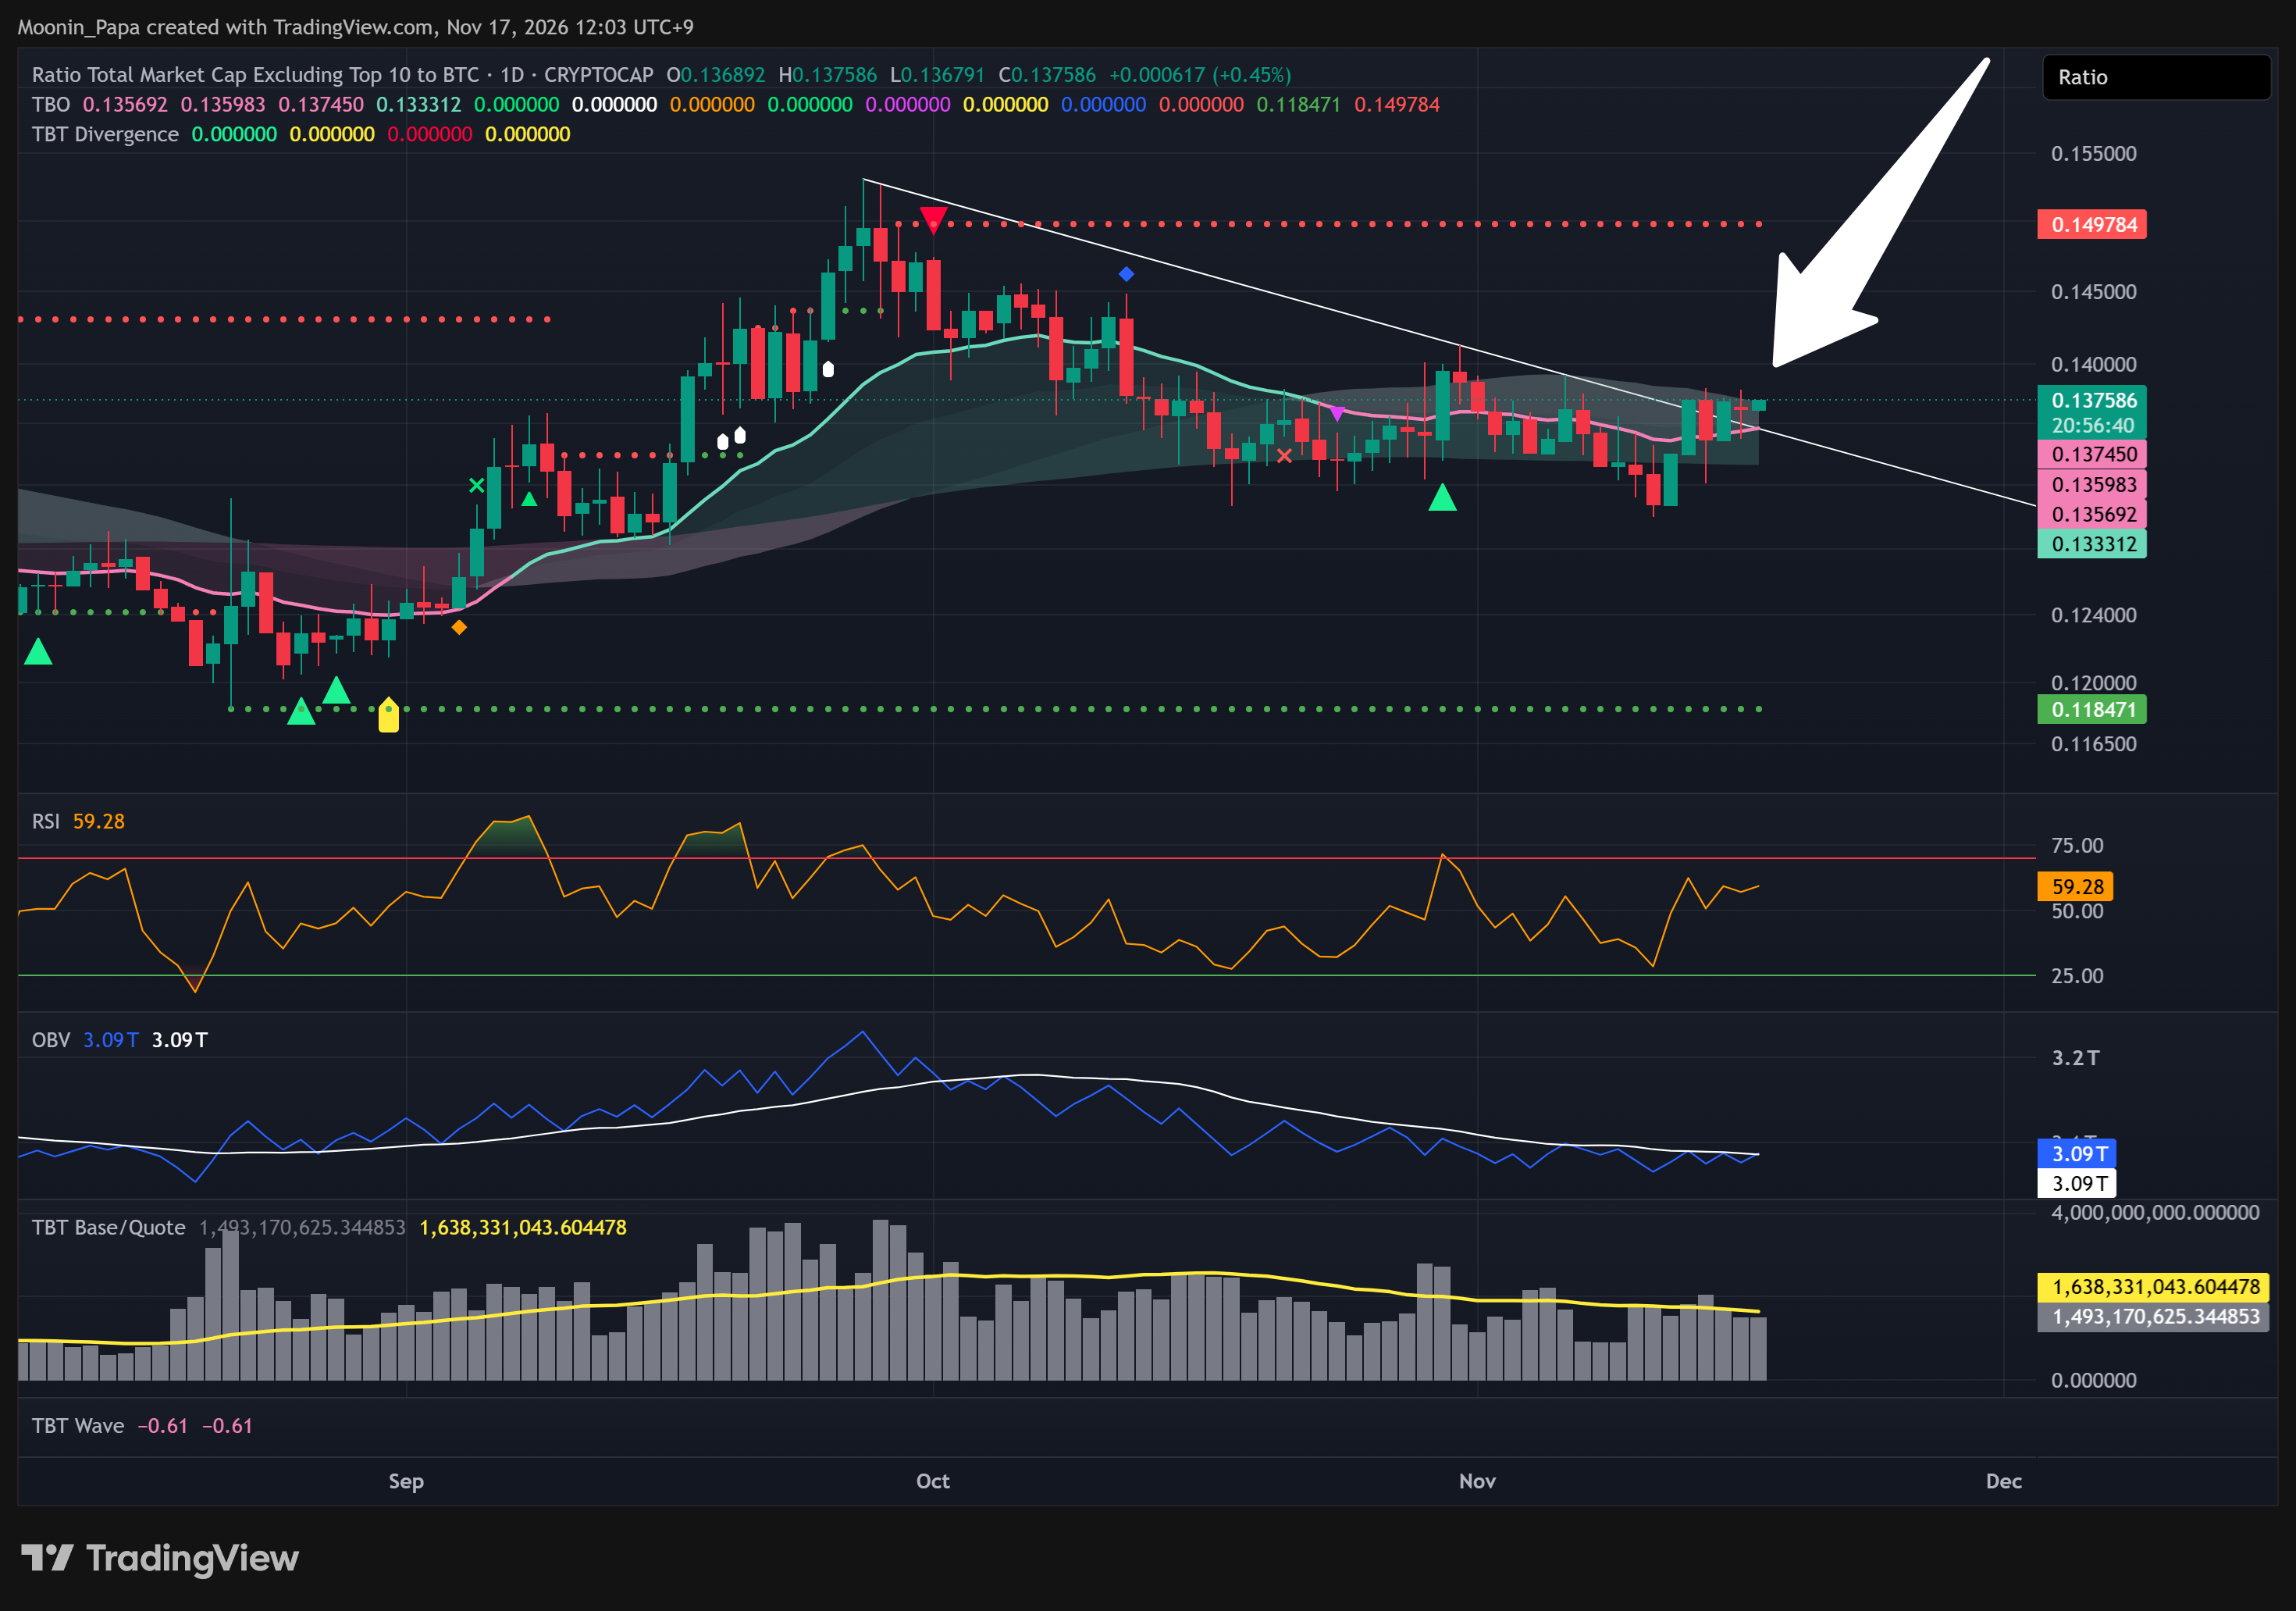 Moonin_Papa created with TradingView.com, Nov 17, 2026 12:03 UTC+9
Ratio Total Market Cap Excluding Top 10 to BTC · 1D · CRYPTOCAP O0.136892 H0.137586 L0.136791 C0.137586 +0.000617 (+0.45%)
Ratio
TBO 0.135692 0.135983 0.137450 0.133312 0.000000 0.000000 0.000000 0.000000 0.000000 0.000000 0.000000 0.000000 0.118471 0.149784
TBT Divergence 0.000000 0.000000 0.000000 0.000000
0.155000
0.149784
0.145000
0.140000
0.137586
20:56:40
0.137450
0.135983
0.135692
0.133312
0.124000
0.120000
0.118471
0.116500
RSI 59.28
75.00
59.28
50.00
25.00
OBV 3.09T 3.09T
3.2T
3.09T
3.09T
TBT Base/Quote 1,493,170,625.344853 1,638,331,043.604478
4,000,000,000.000000
1,638,331,043.604478
1,493,170,625.344853
0.000000
TBT Wave −0.61 −0.61
Sep Oct Nov Dec
TradingView